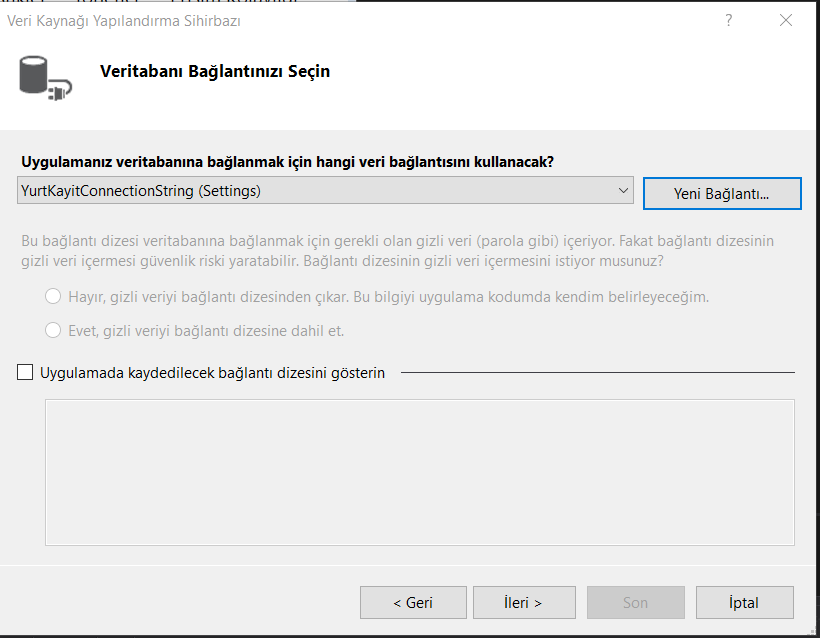 Veri Kaynağı Yapılandırma Sihirbazı
?
Veritabanı Bağlantınızı Seçin
Uygulamanız veritabanına bağlanmak için hangi veri bağlantısını kullanacak?
YurtKayitConnectionString (Settings)
Yeni Bağlantı...
Bu bağlantı dizesi veritabanına bağlanmak için gerekli olan gizli veri (parola gibi) içeriyor. Fakat bağlantı dizesinin
gizli veri içermesi güvenlik riski yaratabilir. Bağlantı dizesinin gizli veri içermesini istiyor musunuz?
Hayır, gizli veriyi bağlantı dizesinden çıkar. Bu bilgiyi uygulama kodumda kendim belirleyeceğim.
Evet, gizli veriyi bağlantı dizesine dahil et.
Uygulamada kaydedilecek bağlantı dizesini gösterin
< Geri
İleri >
Son
İptal